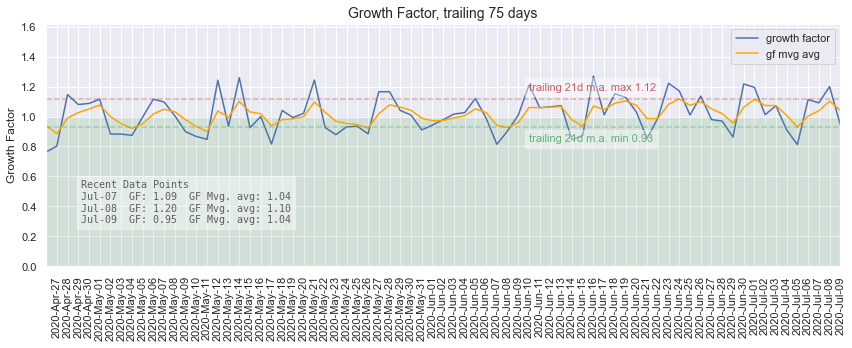 Growth Factor, trailing 75 days
1.6
1.4
1.2
1.0
0.8
0.6
0.4
0.2
0.0
Growth Factor
growth factor
gf mvg avg
trailing 21d m.a. max 1.12
trailing 21d m.a. min 0.93
Recent Data Points
Jul-07  GF: 1.09  GF Mvg. avg: 1.04
Jul-08  GF: 1.20  GF Mvg. avg: 1.10
Jul-09  GF: 0.95  GF Mvg. avg: 1.04
2020-Apr-27
2020-Apr-28
2020-Apr-29
2020-Apr-30
2020-May-01
2020-May-02
2020-May-03
2020-May-04
2020-May-05
2020-May-06
2020-May-07
2020-May-08
2020-May-09
2020-May-10
2020-May-11
2020-May-12
2020-May-13
2020-May-14
2020-May-15
2020-May-16
2020-May-17
2020-May-18
2020-May-19
2020-May-20
2020-May-21
2020-May-22
2020-May-23
2020-May-24
2020-May-25
2020-May-26
2020-May-27
2020-May-28
2020-May-29
2020-May-30
2020-May-31
2020-Jun-01
2020-Jun-02
2020-Jun-03
2020-Jun-04
2020-Jun-05
2020-Jun-06
2020-Jun-07
2020-Jun-08
2020-Jun-09
2020-Jun-10
2020-Jun-11
2020-Jun-12
2020-Jun-13
2020-Jun-14
2020-Jun-15
2020-Jun-16
2020-Jun-17
2020-Jun-18
2020-Jun-19
2020-Jun-20
2020-Jun-21
2020-Jun-22
2020-Jun-23
2020-Jun-24
2020-Jun-25
2020-Jun-26
2020-Jun-27
2020-Jun-28
2020-Jun-29
2020-Jun-30
2020-Jul-01
2020-Jul-02
2020-Jul-03
2020-Jul-04
2020-Jul-05
2020-Jul-06
2020-Jul-07
2020-Jul-08
2020-Jul-09